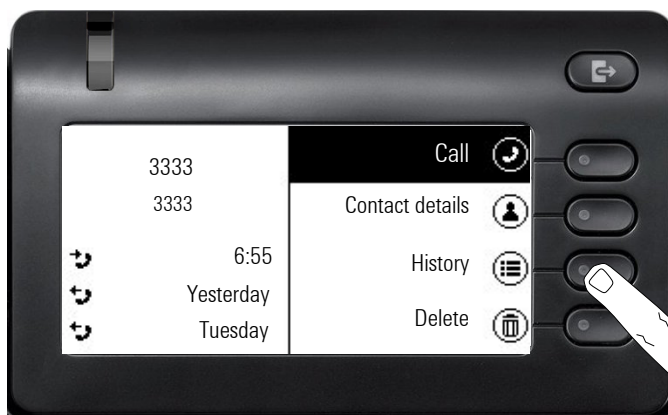 3333
3333
6:55
Yesterday
Tuesday
Call
Contact details
History
Delete